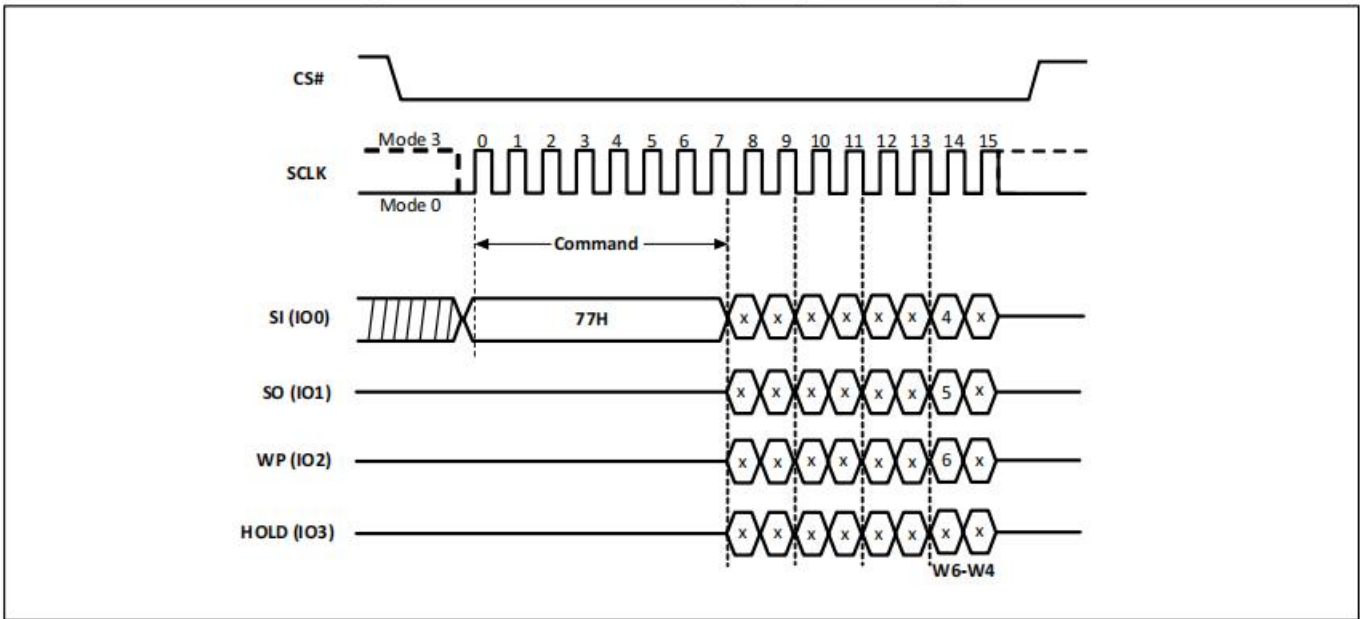 CS#
Mode 3
0 1 2 3 4 5 6 7 8 9 10 11 12 13 14 15
SCLK
Mode 0
Command
SI (IO0)
77H
x x x x x x 4 x
SO (IO1)
x x x x x x 5 x
WP (IO2)
x x x x x x 6 x
HOLD (IO3)
x x x x x x x x
W6-W4